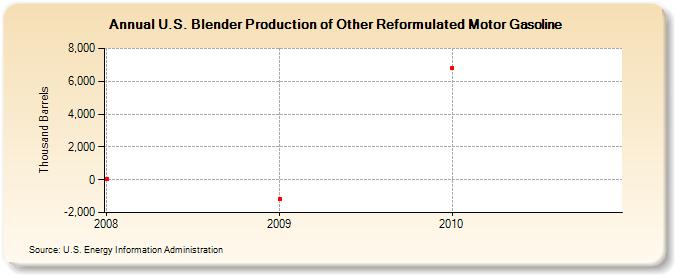 Annual U.S. Blender Production of Other Reformulated Motor Gasoline
Thousand Barrels
8,000
6,000
4,000
2,000
0
-2,000
2008 2009 2010
Source: U.S. Energy Information Administration